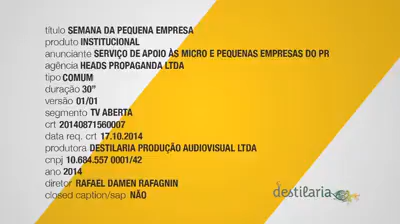 título SEMANA DA PEQUENA EMPRESA
produto INSTITUCIONAL
anunciante SERVIÇO DE APOIO ÀS MICRO E PEQUENAS EMPRESAS DO PR
agência HEADS PROPAGANDA LTDA
tipo COMUM
duração 30"
versão 01/01
segmento TV ABERTA
crt 20140871560007
data req. crt 17.10.2014
produtora DESTILARIA PRODUÇÃO AUDIOVISUAL LTDA
cnpj 10.684.557 0001/42
ano 2014
diretor RAFAEL DAMEN RAFAGNIN
closed caption/sap NÃO
destilaria